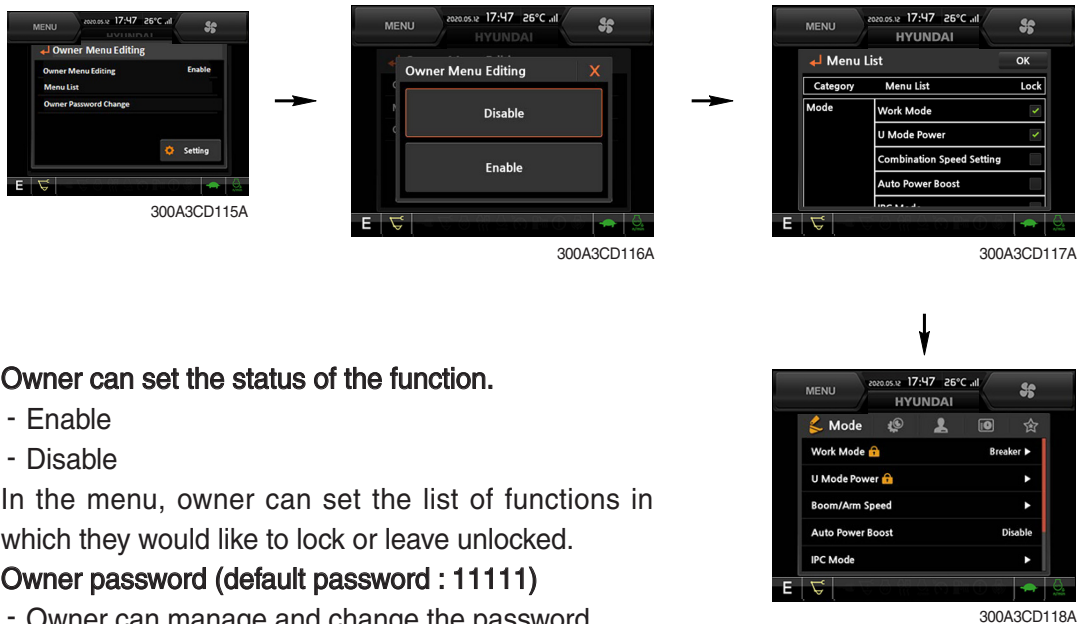 MENU 2020.05.12 17:47 26°C
HYUNDAI
Owner Menu Editing
Owner Menu Editing Enable
Menu List
Owner Password Change
Setting
E
300A3CD115A
MENU 2020.05.12 17:47 26°C
HYUNDAI
Owner Menu Editing X
Disable
Enable
E
300A3CD116A
MENU 2020.05.12 17:47 26°C
HYUNDAI
Menu List OK
Category Menu List Lock
Mode Work Mode
U Mode Power
Combination Speed Setting
Auto Power Boost
IPC Mode
E
300A3CD117A
Owner can set the status of the function.
- Enable
- Disable
In the menu, owner can set the list of functions in
which they would like to lock or leave unlocked.
Owner password (default password : 11111)
- Owner can manage and change the password
MENU 2020.05.12 17:47 26°C
HYUNDAI
Mode
Work Mode Breaker ▶
U Mode Power ▶
Boom/Arm Speed ▶
Auto Power Boost Disable
IPC Mode ▶
E
300A3CD118A